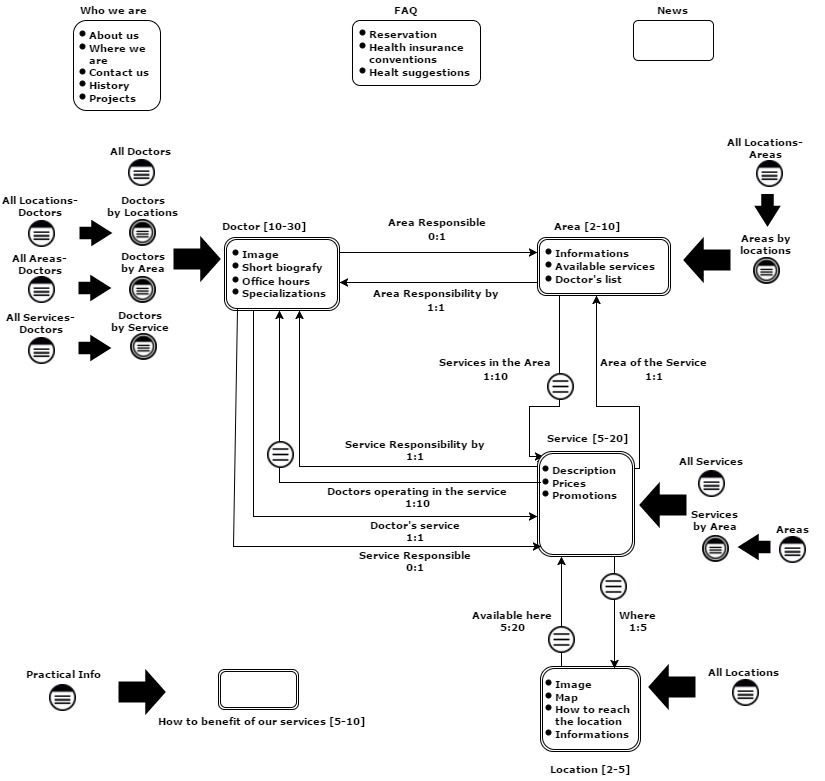 Who we are
About us
Where we
are
Contact us
History
Projects
FAQ
Reservation
Health insurance
conventions
Healt suggestions
News
All Doctors
All Locations-
Doctors
Doctors
by Locations
All Areas-
Doctors
Doctors
by Area
All Services-
Doctors
Doctors
by Service
Doctor [10-30]
Image
Short biografy
Office hours
Specializations
Area Responsible
0:1
Area Responsibility by
1:1
Area [2-10]
Informations
Available services
Doctor's list
All Locations-
Areas
Areas by
locations
Services in the Area
1:10
Area of the Service
1:1
Service [5-20]
Description
Prices
Promotions
Service Responsibility by
1:1
Doctors operating in the service
1:10
Doctor's service
1:1
Service Responsible
0:1
All Services
Services
by Area
Areas
Available here
5:20
Where
1:5
Practical Info
How to benefit of our services [5-10]
Image
Map
How to reach
the location
Informations
Location [2-5]
All Locations